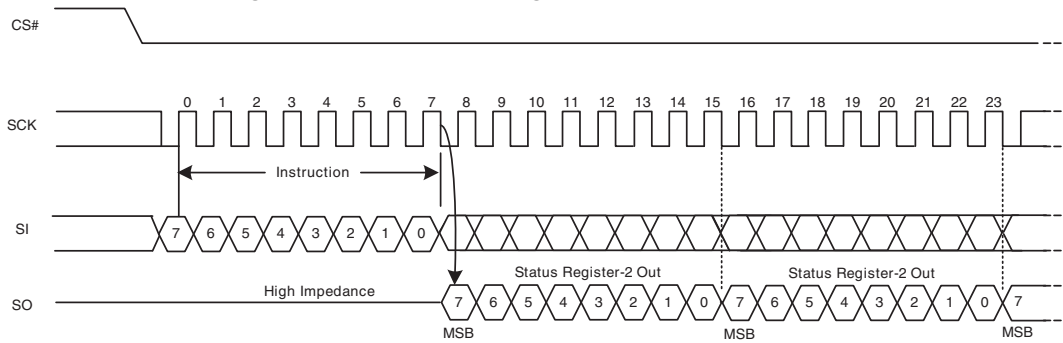 CS#
0 1 2 3 4 5 6 7 8 9 10 11 12 13 14 15 16 17 18 19 20 21 22 23
SCK
Instruction
SI
7 6 5 4 3 2 1 0
Status Register-2 Out Status Register-2 Out
High Impedance
SO
7 6 5 4 3 2 1 0 7 6 5 4 3 2 1 0 7
MSB MSB MSB